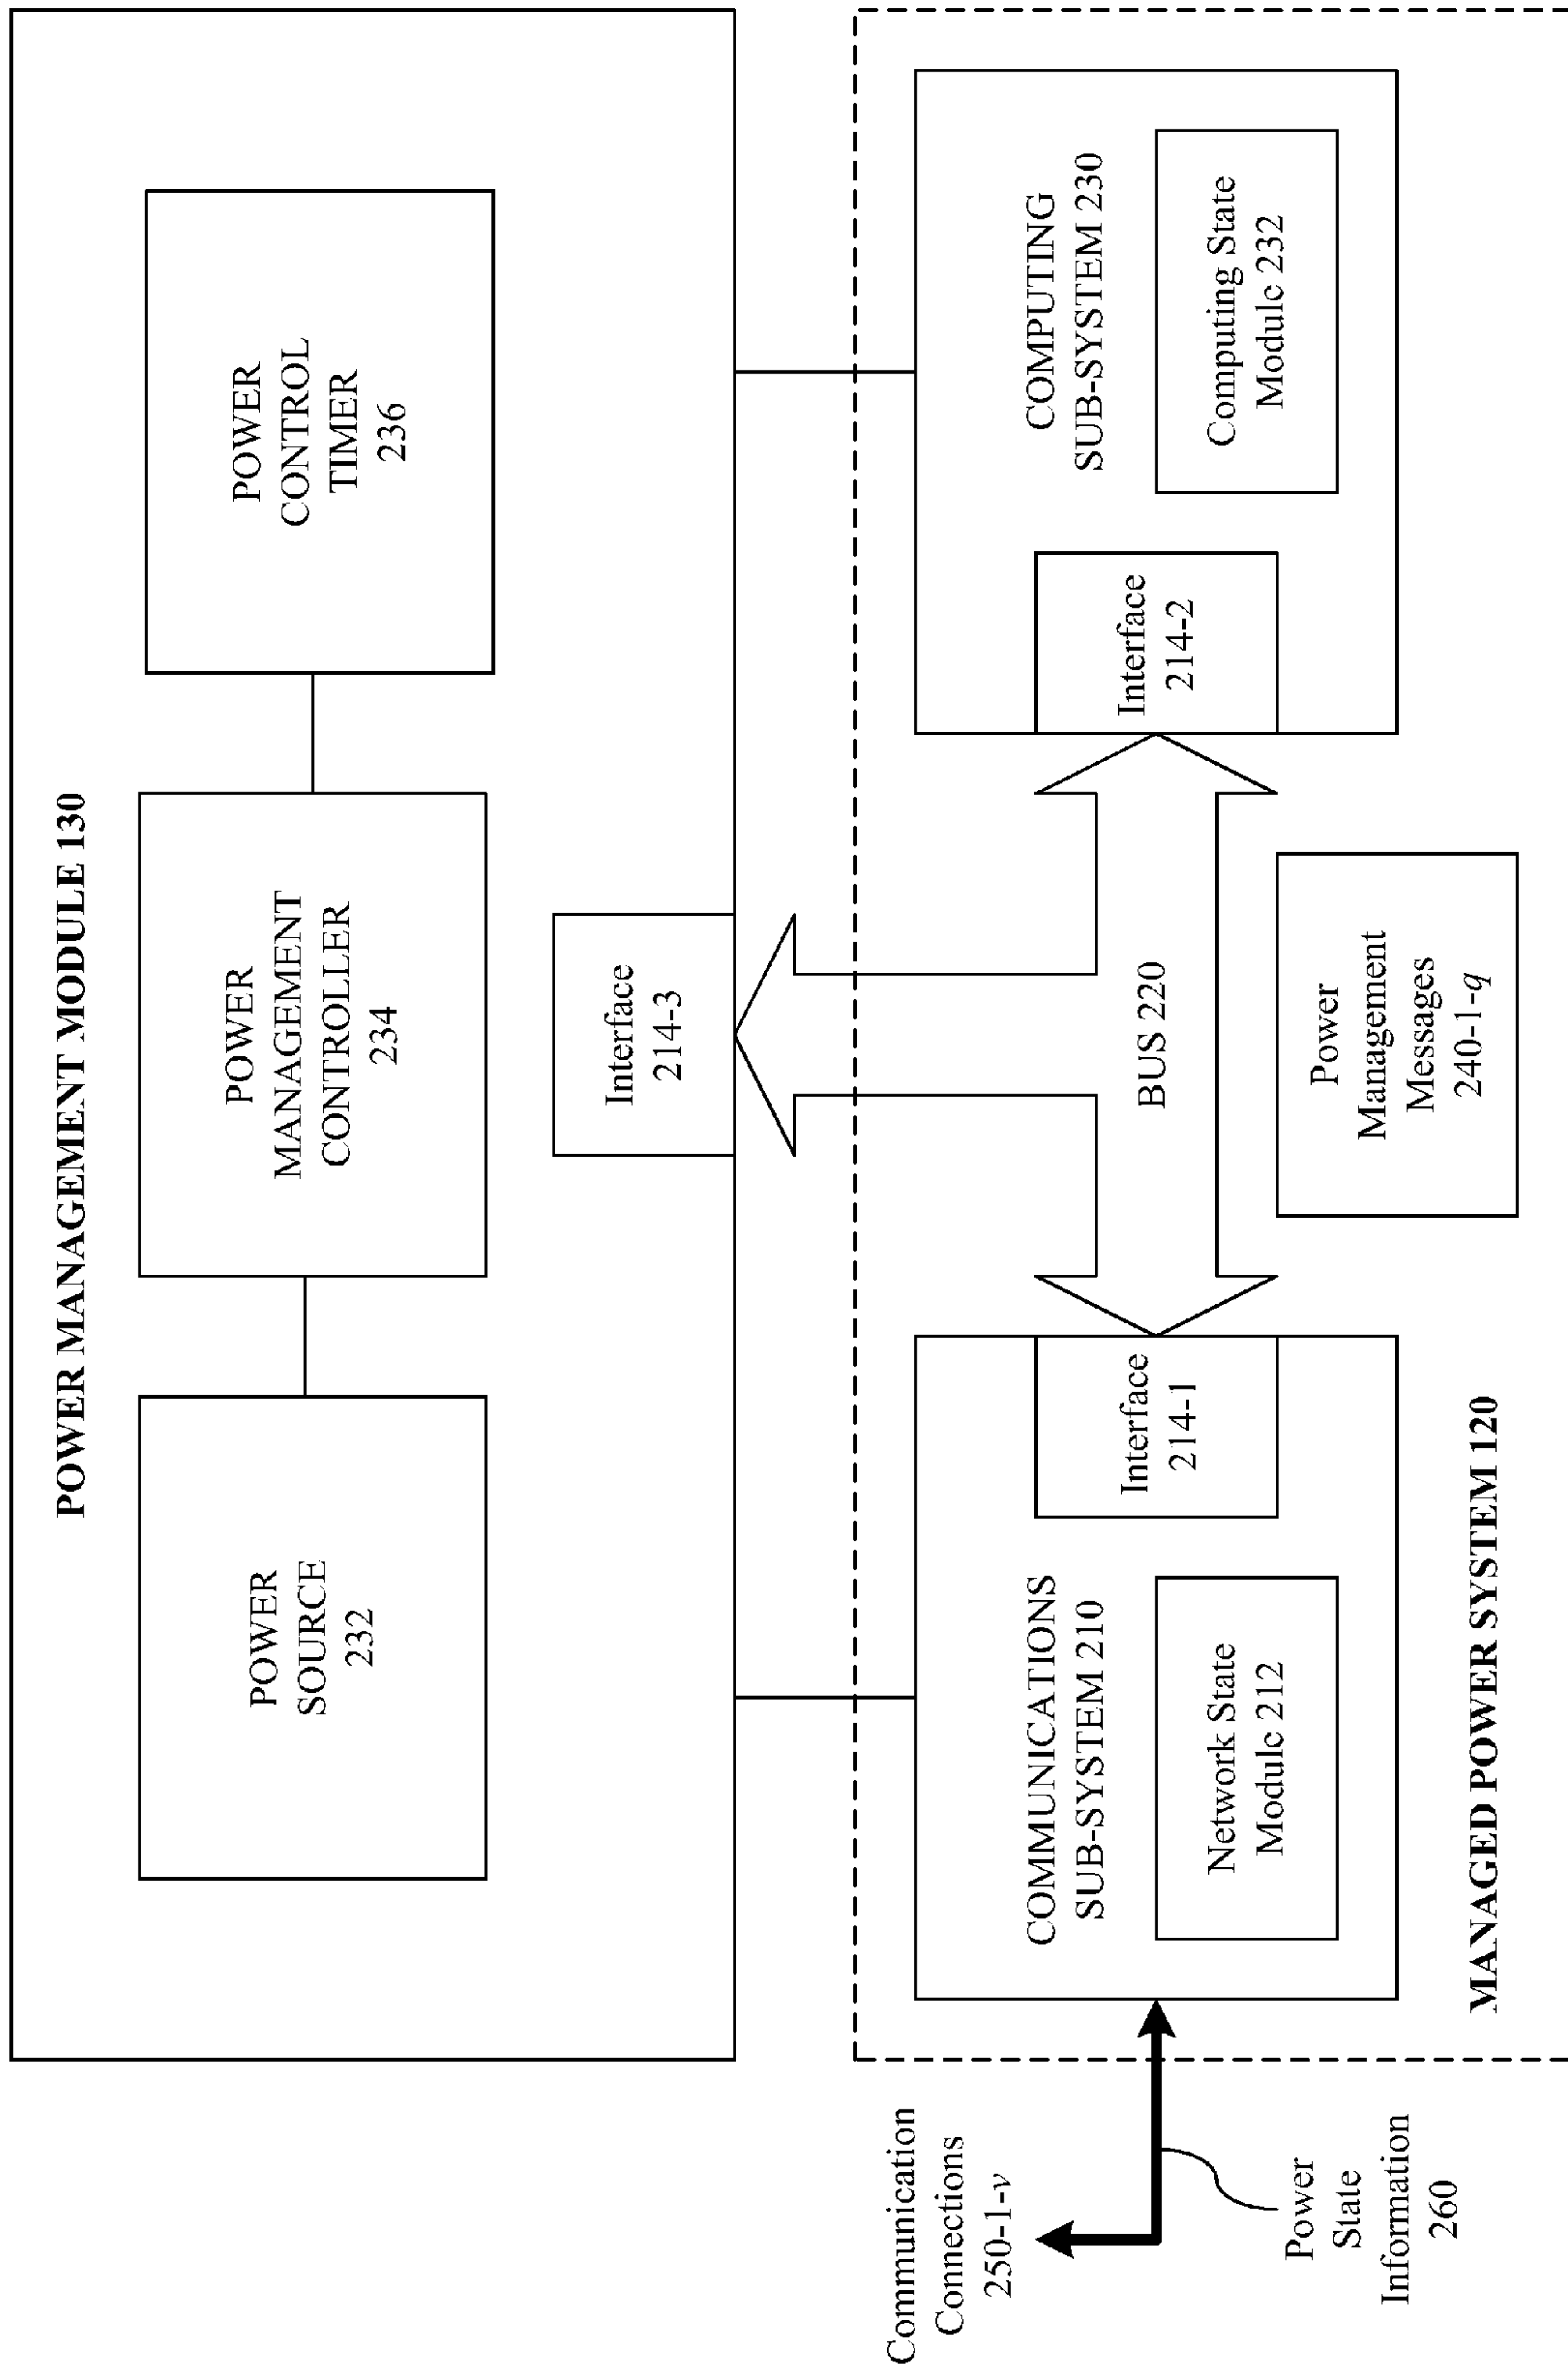 POWER MANAGEMENT MODULE 130
POWER
SOURCE
232
POWER
MANAGEMENT
CONTROLLER
234
POWER
CONTROL
TIMER
236
Interface
214-3
Communication
Connections
250-1-v
Power
State
Information
260
COMMUNICATIONS
SUB-SYSTEM 210
Network State
Module 212
Interface
214-1
BUS 220
Power
Management
Messages
240-1-q
Interface
214-2
COMPUTING
SUB-SYSTEM 230
Computing State
Module 232
MANAGED POWER SYSTEM 120